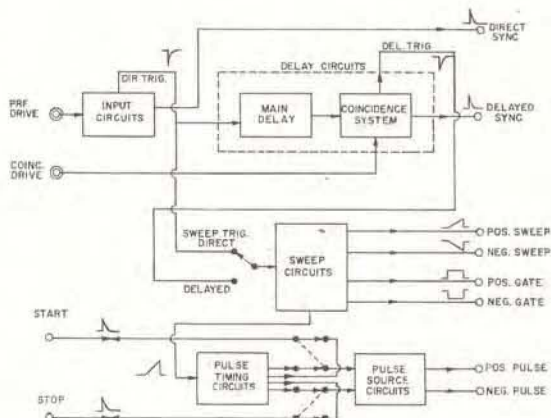 DIRECT
SYNC
DEL. TRIG.
DELAY CIRCUITS
DIR TRIG.
PRF
DRIVE
INPUT
CIRCUITS
MAIN
DELAY
COINCIDENCE
SYSTEM
DELAYED
SYNC
COINC.
DRIVE
SWEEP TRIG.
DIRECT
DELAYED
SWEEP
CIRCUITS
POS. SWEEP
NEG. SWEEP
POS. GATE
NEG. GATE
START
PULSE
TIMING
CIRCUITS
PULSE
SOURCE
CIRCUITS
POS. PULSE
NEG. PULSE
STOP